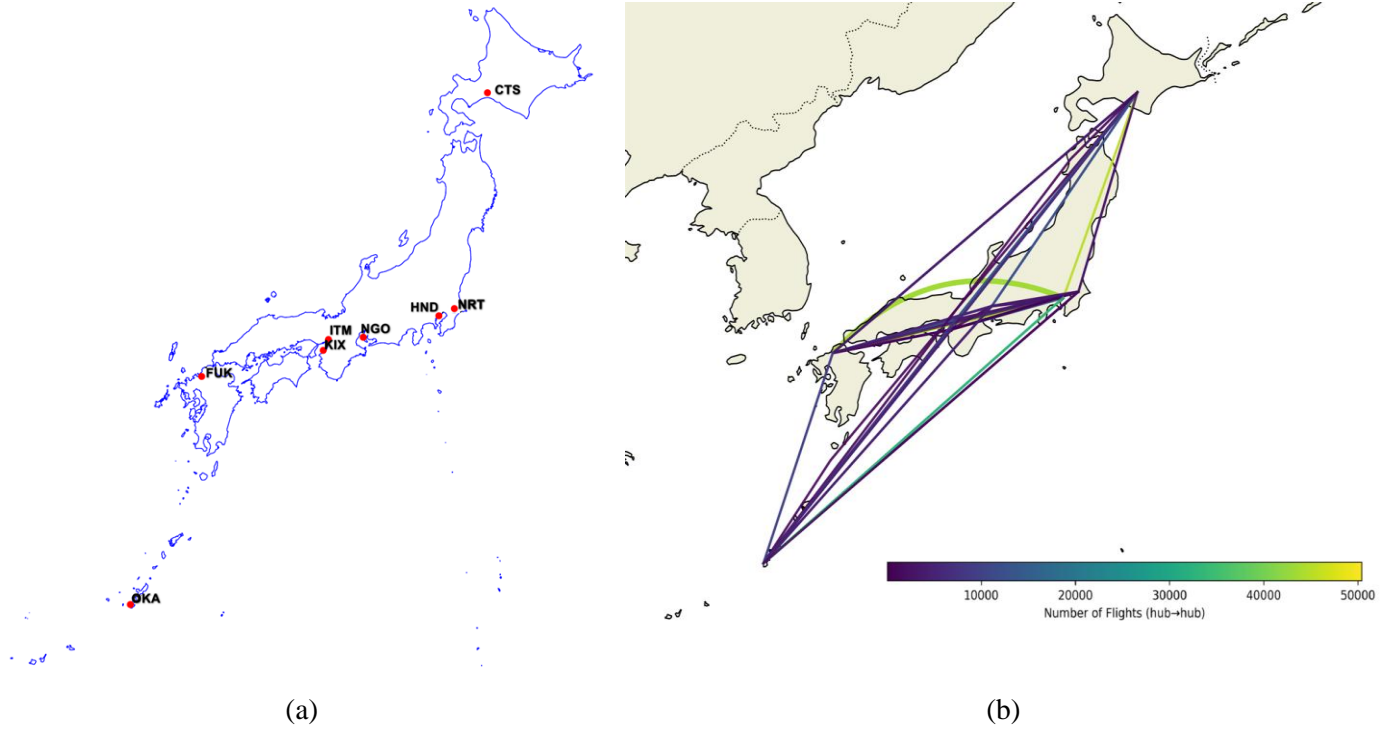 CTS
HND
NRT
ITM
NGO
KIX
FUK
OKA
10000 20000 30000 40000 50000
Number of Flights (hub→hub)
(a)
(b)